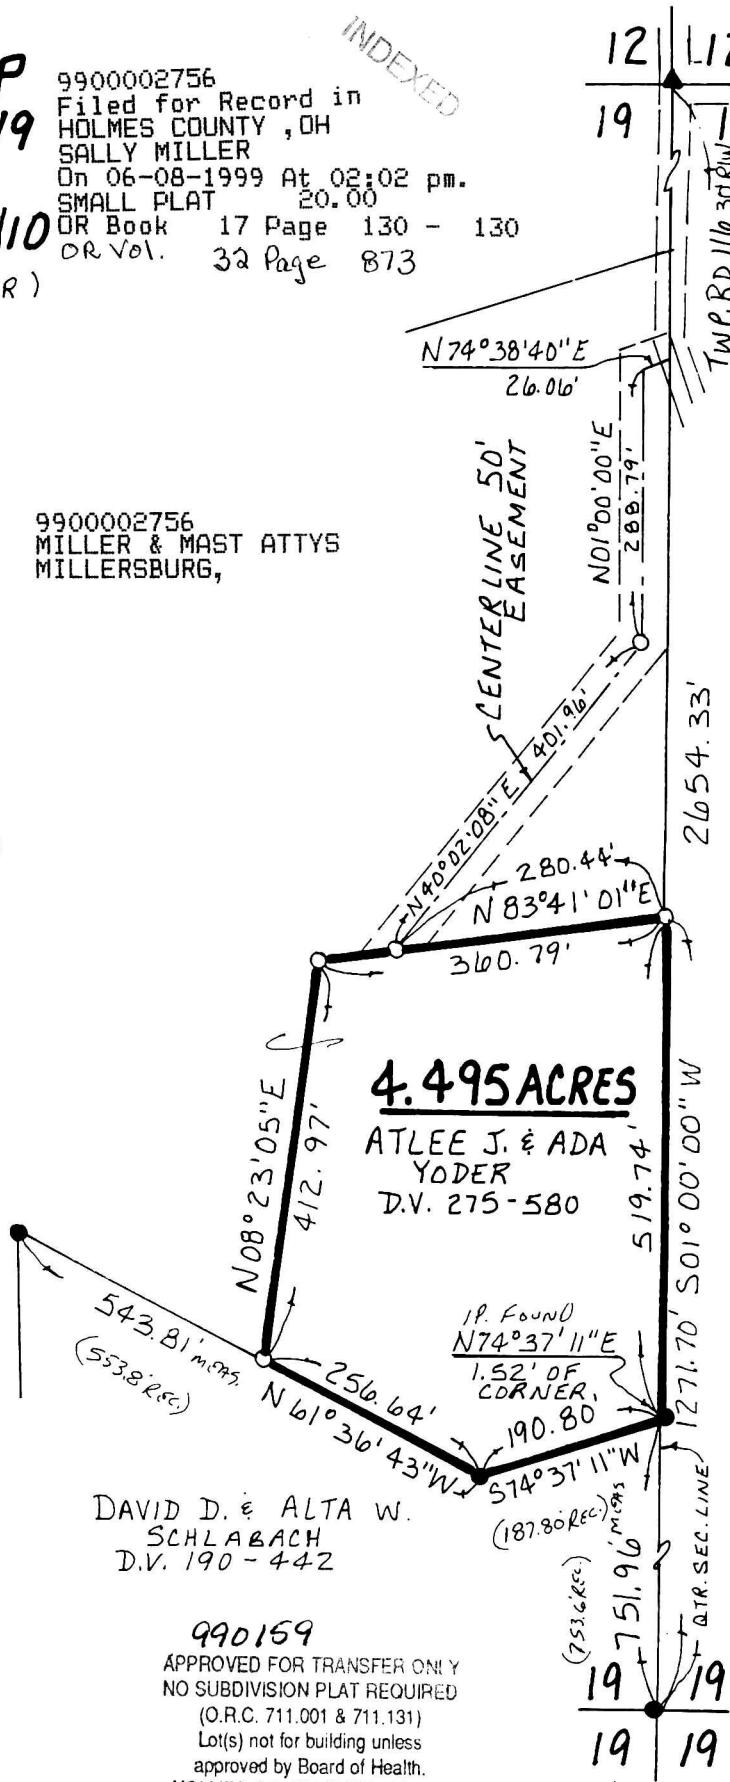 INDEXED
P
19
110
R )
9900002756
Filed for Record in
HOLMES COUNTY ,OH
SALLY MILLER
On 06-08-1999 At 02:02 pm.
SMALL PLAT 20.00
OR Book 17 Page 130 - 130
OR Vol. 32 Page 873
12
19
TWP. RD 116 30' R/W
N74°38'40"E
26.06'
N01°00'00"E
288.79'
9900002756
MILLER & MAST ATTYS
MILLERSBURG,
CENTERLINE 50'
EASEMENT
N40°02'08"E 401.96'
2654.33'
280.44'
N 83°41'01"E
360.79'
4.495 ACRES
ATLEE J. & ADA
YODER
D.V. 275-580
N08°23'05"E
412.97'
519.74'
1271.70' S01°00'00"W
543.81' MEAS.
(553.8' REC.)
I.P. FOUND
N74°37'11"E
1.52' OF
CORNER.
256.64'
N 61°36'43"W
190.80
S74°37'11"W
(187.80 REC.)
DAVID D. & ALTA W.
SCHLABACH
D.V. 190-442
(753.6 REC.)
751.96' MEAS
QTR. SEC. LINE
990159
APPROVED FOR TRANSFER ONLY
NO SUBDIVISION PLAT REQUIRED
(O.R.C. 711.001 & 711.131)
Lot(s) not for building unless
approved by Board of Health.
19 19
19 19